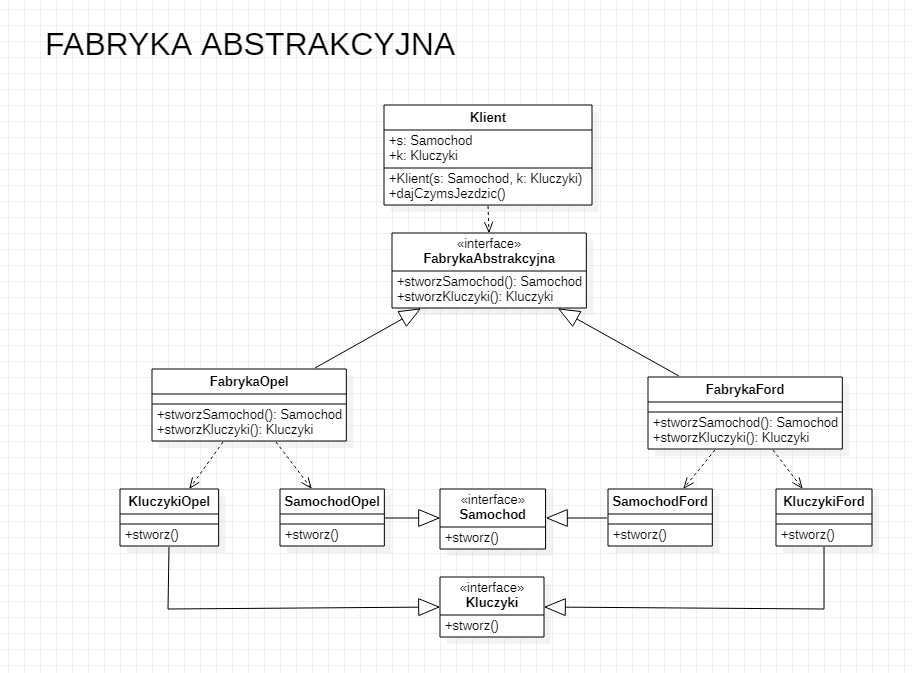 FABRYKA ABSTRAKCYJNA
Klient
+s: Samochod
+k: Kluczyki
+Klient(s: Samochod, k: Kluczyki)
+dajCzymsJezdzic()
«interface»
FabrykaAbstrakcyjna
+stworzSamochod(): Samochod
+stworzKluczyki(): Kluczyki
FabrykaOpel
+stworzSamochod(): Samochod
+stworzKluczyki(): Kluczyki
FabrykaFord
+stworzSamochod(): Samochod
+stworzKluczyki(): Kluczyki
KluczykiOpel
+stworz()
SamochodOpel
+stworz()
«interface»
Samochod
+stworz()
SamochodFord
+stworz()
KluczykiFord
+stworz()
«interface»
Kluczyki
+stworz()